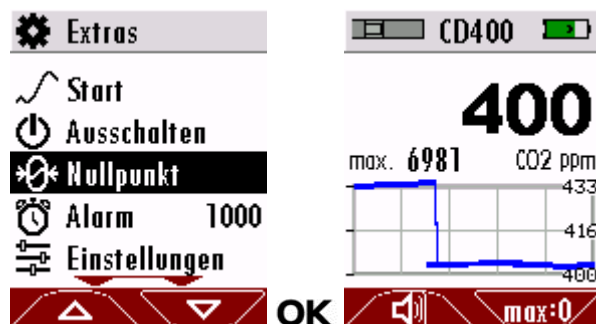 Extras
Start
Ausschalten
Nullpunkt
Alarm 1000
Einstellungen
OK
CD400
400
max. 6981 CO2 ppm
433
416
400
max:0